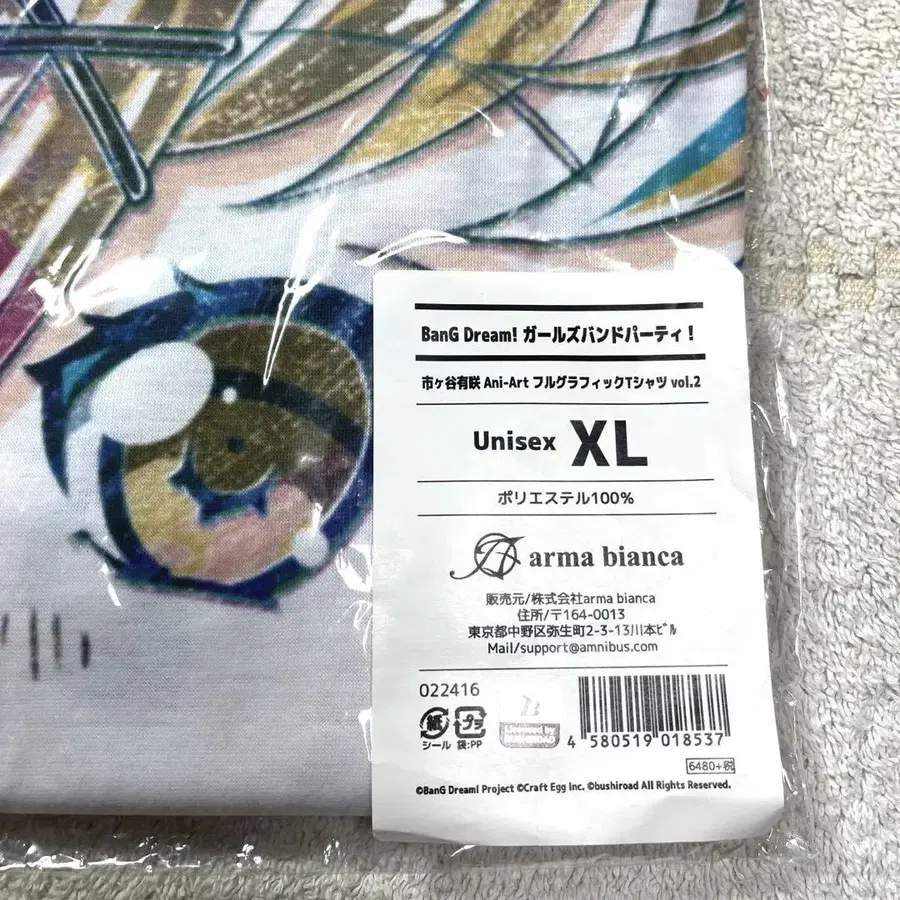 BanG Dream! ガールズバンドパーティ！
市ヶ谷有咲 Ani-Art フルグラフィックTシャツ vol.2
Unisex XL
ポリエステル100%
arma bianca
販売元/株式会社arma bianca
住所/〒164-0013
東京都中野区弥生町2-3-13川本ﾋﾞﾙ
Mail/support@amnibus.com
022416
紙 プラ
シール 袋:PP
B
Licensed by
BUSHIROAD
4 580519 018537
6480+税
©BanG Dream! Project ©Craft Egg Inc. ©bushiroad All Rights Reserved.